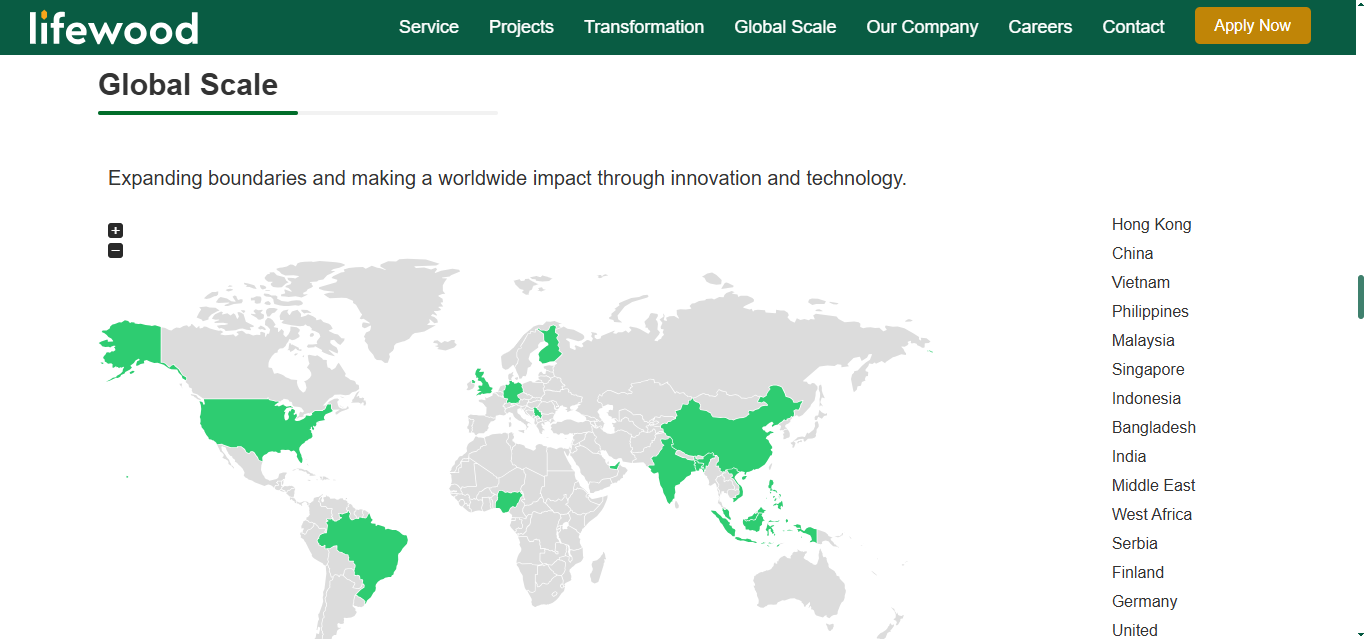 lifewood
Service
Projects
Transformation
Global Scale
Our Company
Careers
Contact
Apply Now
Global Scale
Expanding boundaries and making a worldwide impact through innovation and technology.
+
−
Hong Kong
China
Vietnam
Philippines
Malaysia
Singapore
Indonesia
Bangladesh
India
Middle East
West Africa
Serbia
Finland
Germany
United